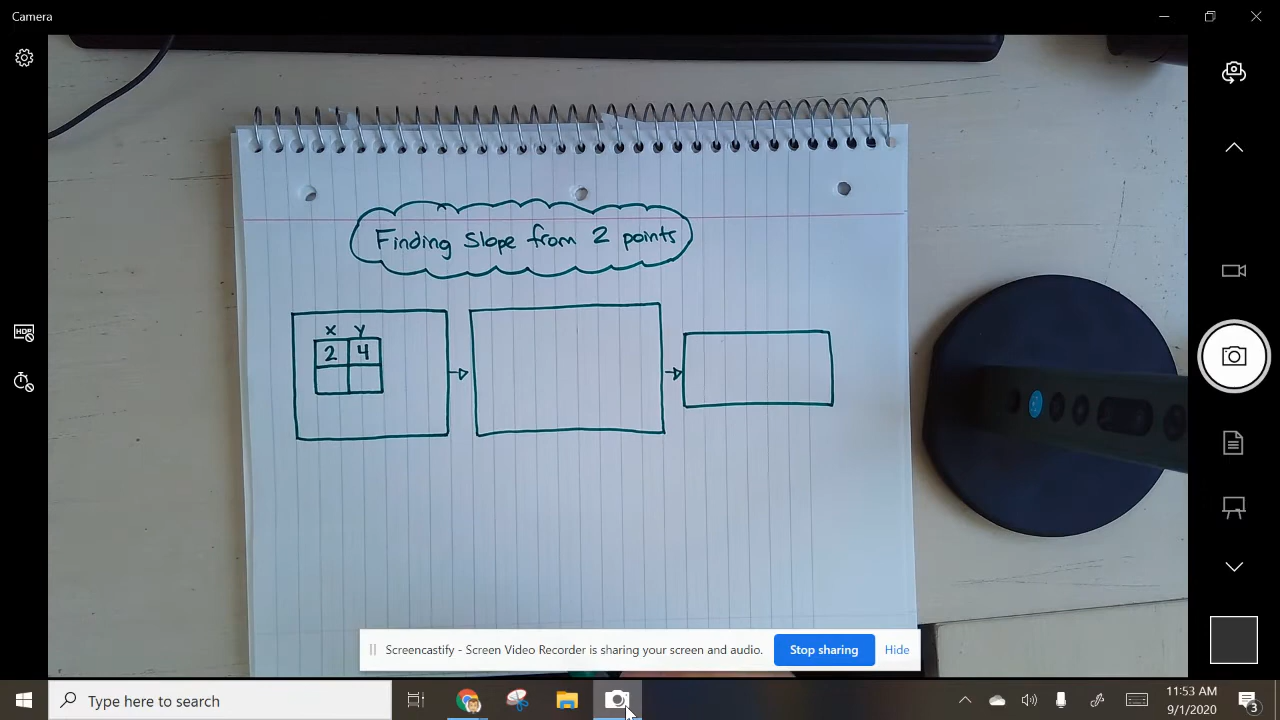 Camera
Finding Slope from 2 points
x y
2 4
Screencastify - Screen Video Recorder is sharing your screen and audio.
Stop sharing
Hide
Type here to search
11:53 AM
9/1/2020
3